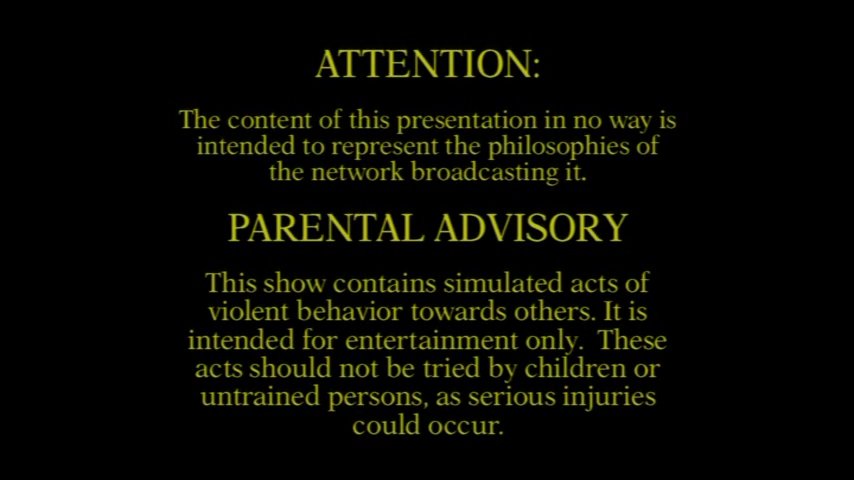 ATTENTION:
The content of this presentation in no way is
intended to represent the philosophies of
the network broadcasting it.
PARENTAL ADVISORY
This show contains simulated acts of
violent behavior towards others. It is
intended for entertainment only.  These
acts should not be tried by children or
untrained persons, as serious injuries
could occur.